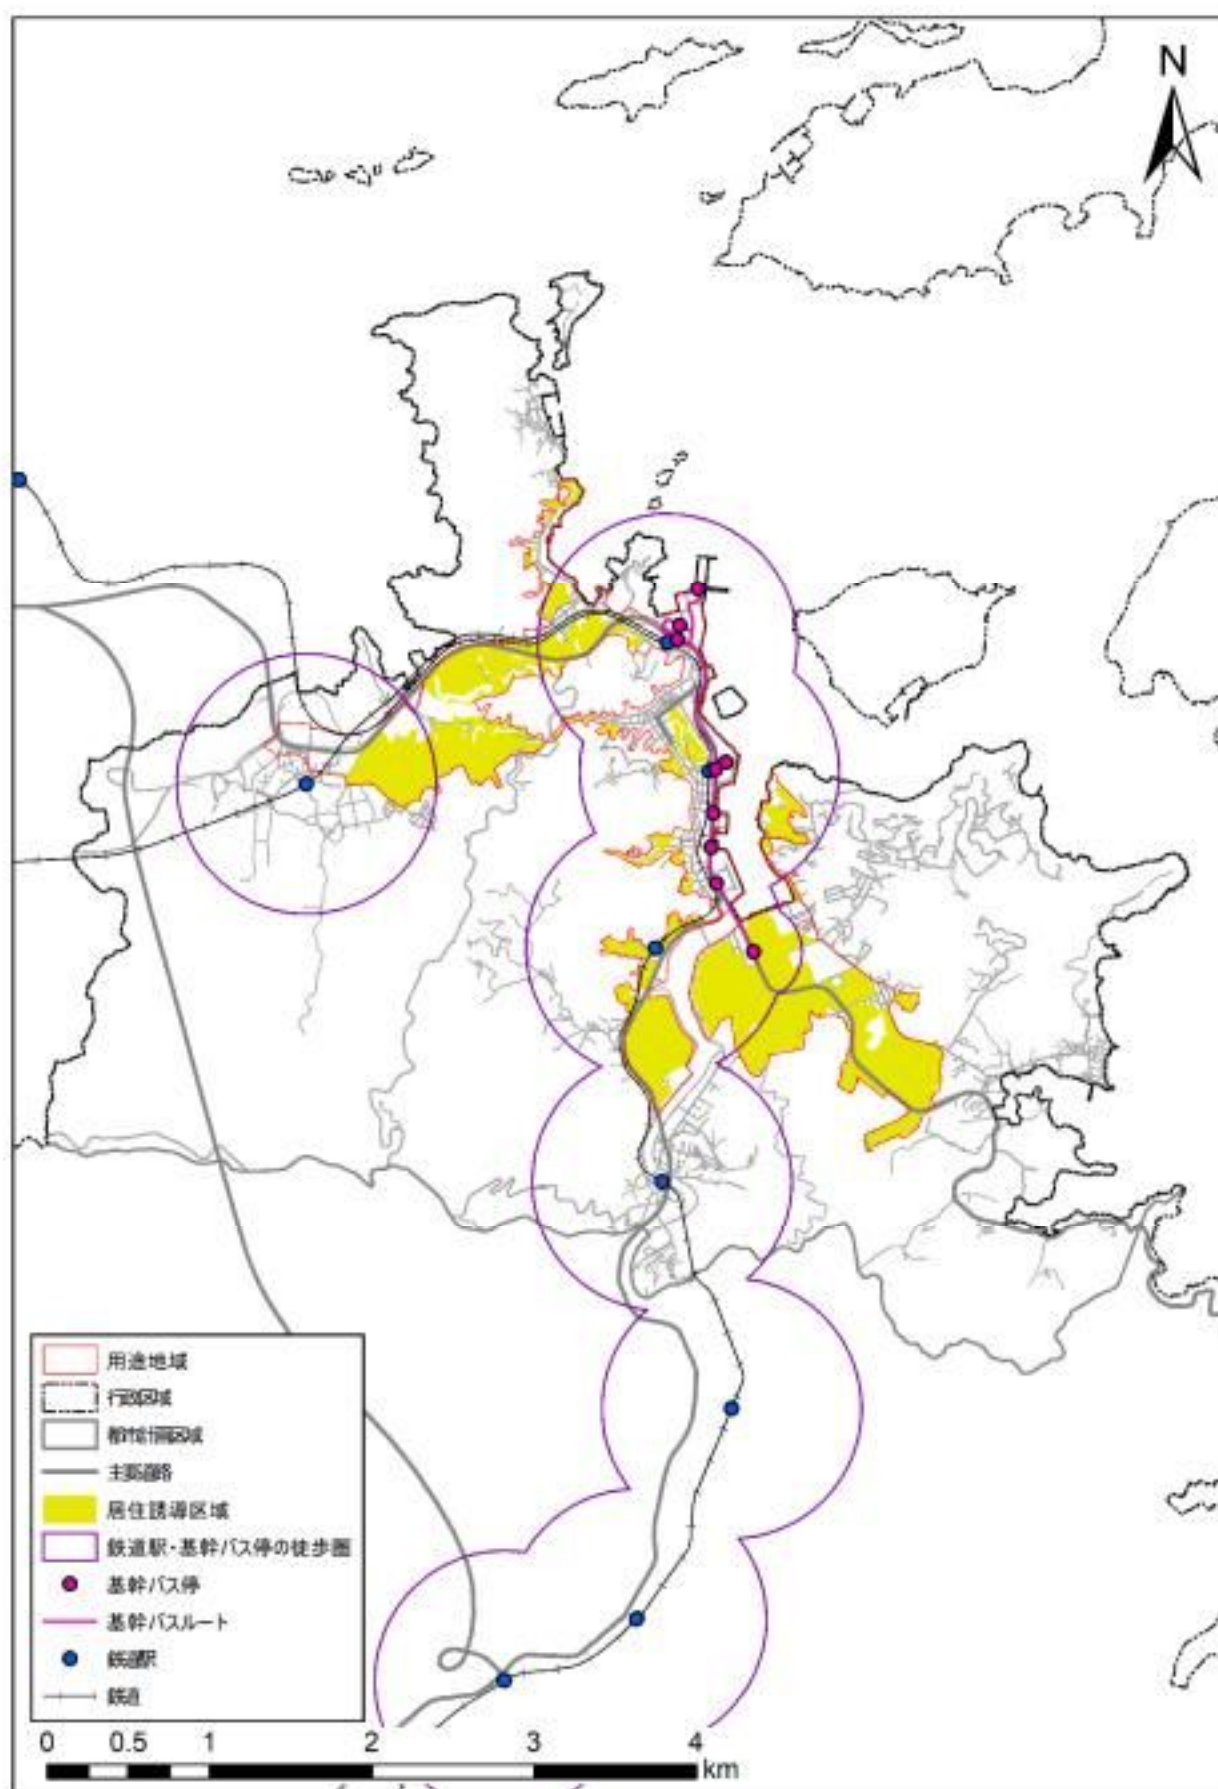 N
用途地域
行政区域
都市計画区域
主要道路
居住誘導区域
鉄道駅・基幹バス停の徒歩圏
基幹バス停
基幹バスルート
鉄道駅
鉄道
0 0.5 1 2 3 4 km